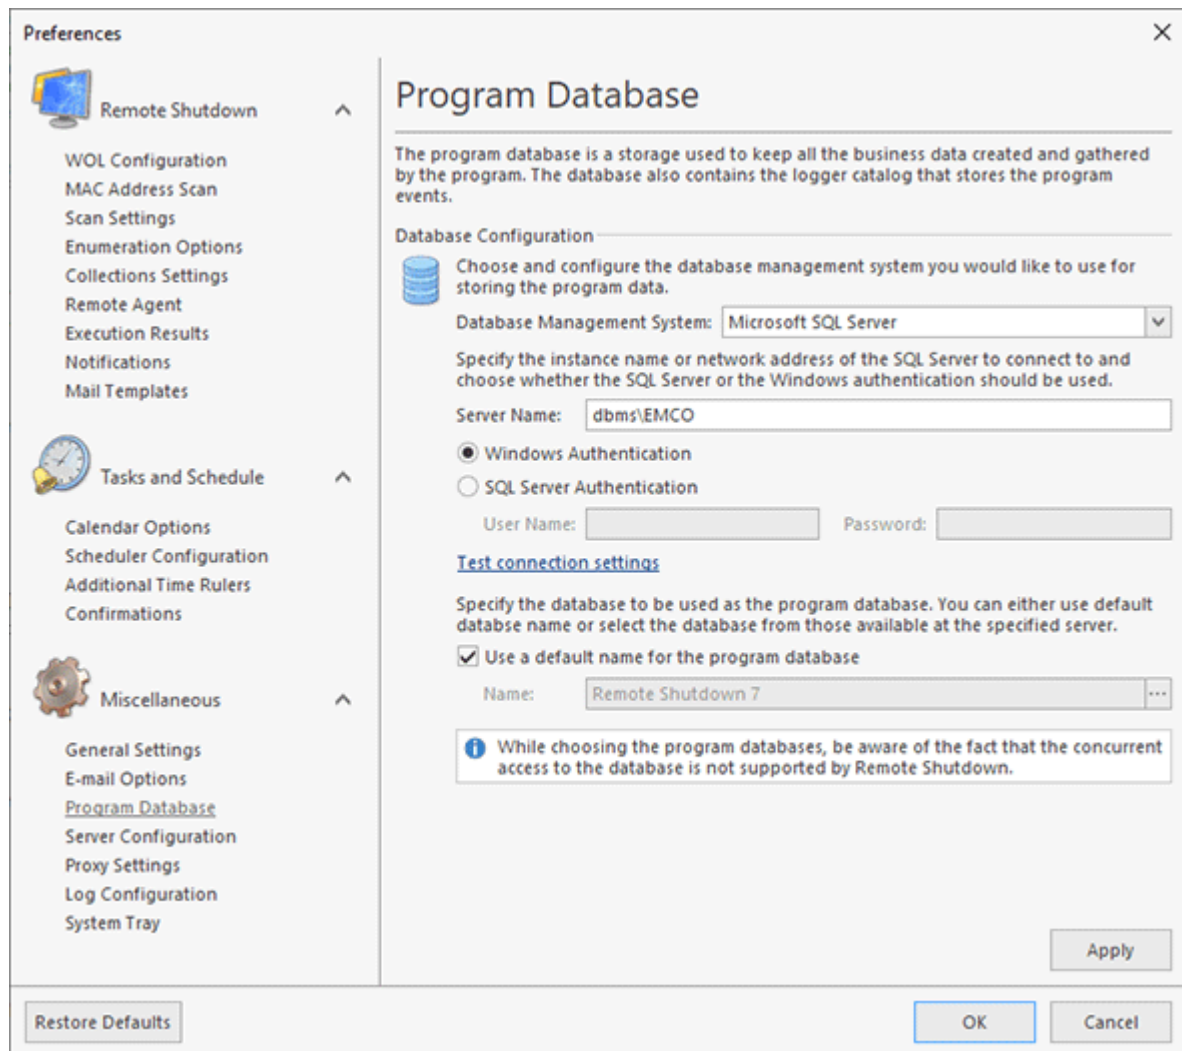 Preferences
Remote Shutdown
WOL Configuration
MAC Address Scan
Scan Settings
Enumeration Options
Collections Settings
Remote Agent
Execution Results
Notifications
Mail Templates
Tasks and Schedule
Calendar Options
Scheduler Configuration
Additional Time Rulers
Confirmations
Miscellaneous
General Settings
E-mail Options
Program Database
Server Configuration
Proxy Settings
Log Configuration
System Tray
Program Database
The program database is a storage used to keep all the business data created and gathered
by the program. The database also contains the logger catalog that stores the program
events.
Database Configuration
Choose and configure the database management system you would like to use for
storing the program data.
Database Management System: Microsoft SQL Server
Specify the instance name or network address of the SQL Server to connect to and
choose whether the SQL Server or the Windows authentication should be used.
Server Name: dbms\EMCO
Windows Authentication
SQL Server Authentication
User Name: Password:
Test connection settings
Specify the database to be used as the program database. You can either use default
databse name or select the database from those available at the specified server.
Use a default name for the program database
Name: Remote Shutdown 7 ...
While choosing the program databases, be aware of the fact that the concurrent
access to the database is not supported by Remote Shutdown.
Apply
Restore Defaults OK Cancel